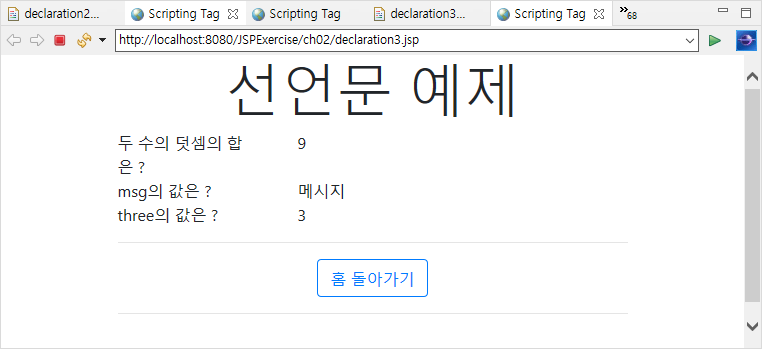 declaration2...
Scripting Tag
Scripting Tag
declaration3...
Scripting Tag
»68
http://localhost:8080/JSPExercise/ch02/declaration3.jsp
선언문 예제
두 수의 덧셈의 합 9
은 ?
msg의 값은 ? 메시지
three의 값은 ? 3
홈 돌아가기